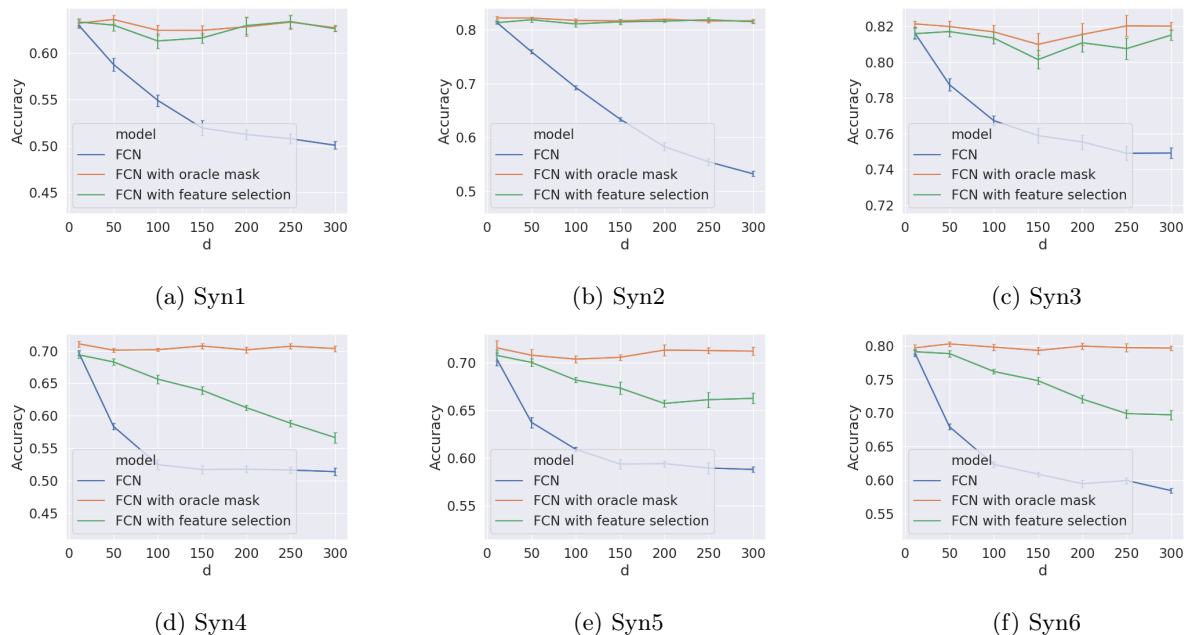 0.60
0.55
0.50
0.45
Accuracy
model
FCN
FCN with oracle mask
FCN with feature selection
0 50 100 150 200 250 300
d
(a) Syn1
0.8
0.7
0.6
0.5
Accuracy
model
FCN
FCN with oracle mask
FCN with feature selection
0 50 100 150 200 250 300
d
(b) Syn2
0.82
0.80
0.78
0.76
0.74
0.72
Accuracy
model
FCN
FCN with oracle mask
FCN with feature selection
0 50 100 150 200 250 300
d
(c) Syn3
0.70
0.65
0.60
0.55
0.50
0.45
Accuracy
model
FCN
FCN with oracle mask
FCN with feature selection
0 50 100 150 200 250 300
d
(d) Syn4
0.70
0.65
0.60
0.55
Accuracy
model
FCN
FCN with oracle mask
FCN with feature selection
0 50 100 150 200 250 300
d
(e) Syn5
0.80
0.75
0.70
0.65
0.60
0.55
Accuracy
model
FCN
FCN with oracle mask
FCN with feature selection
0 50 100 150 200 250 300
d
(f) Syn6